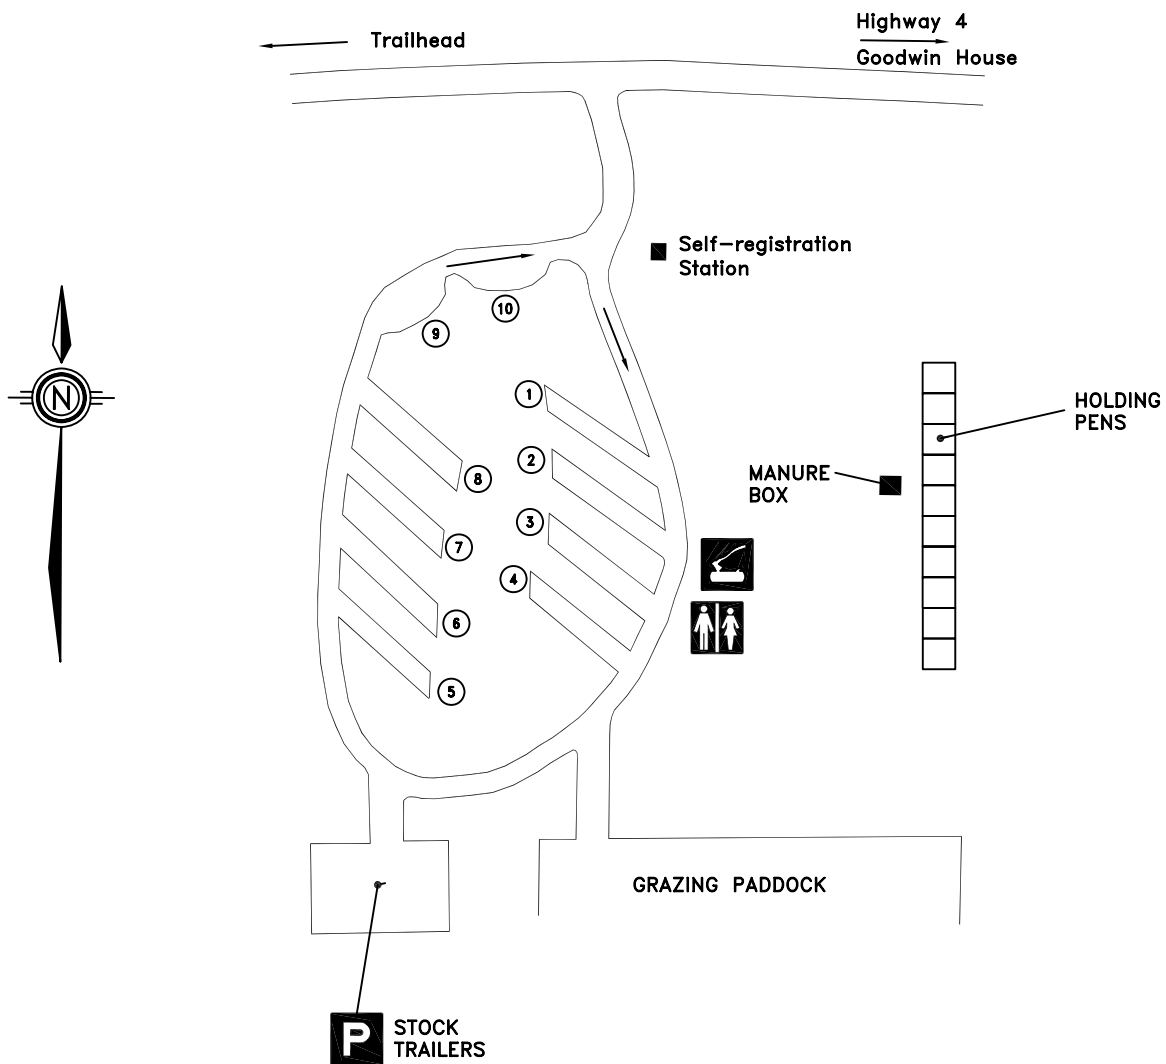 Trailhead
Highway 4
Goodwin House
Self-registration
Station
N
10
9
1
8
2
7
3
4
6
5
HOLDING
PENS
MANURE
BOX
GRAZING PADDOCK
P
STOCK
TRAILERS